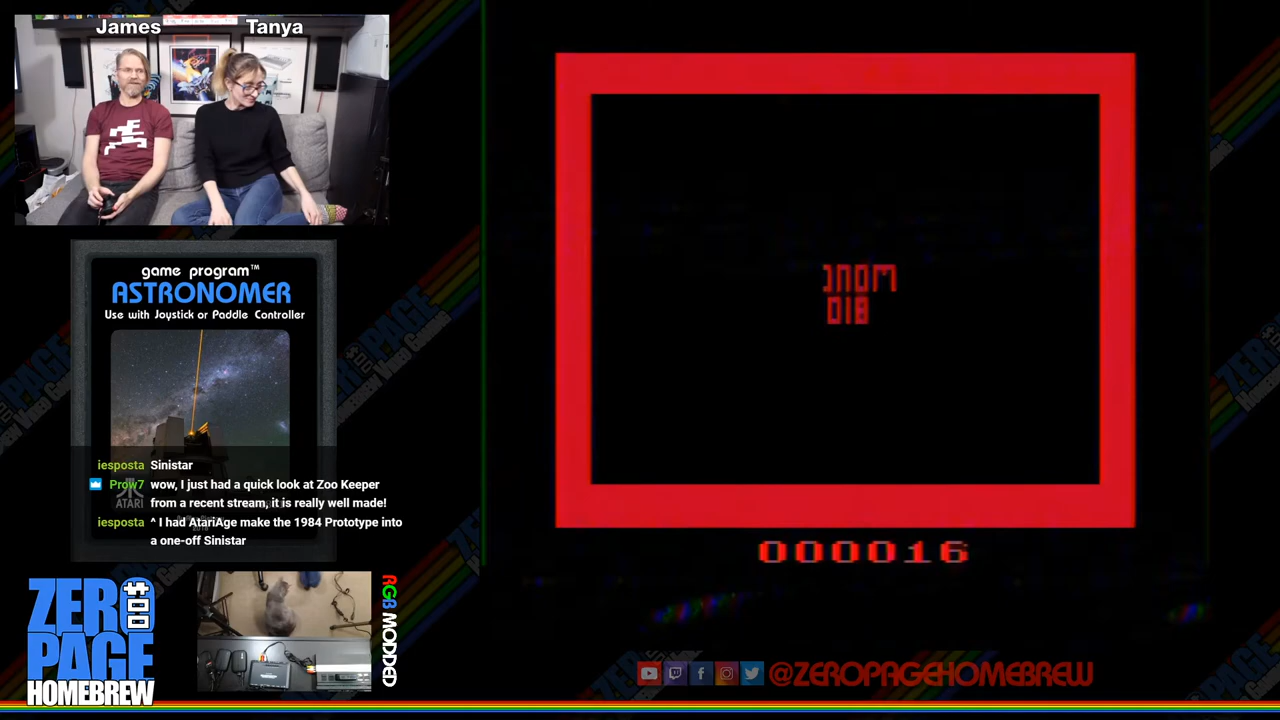 James
Tanya
game program™
ASTRONOMER
Use with Joystick or Paddle Controller
iesposta Sinistar
Prow7 wow, I just had a quick look at Zoo Keeper
from a recent stream, it is really well made!
iesposta ^ I had AtariAge make the 1984 Prototype into
a one-off Sinistar
ATARI
ZERO
PAGE
HOMEBREW
RGB MODDED
000016
@ZEROPAGEHOMEBREW